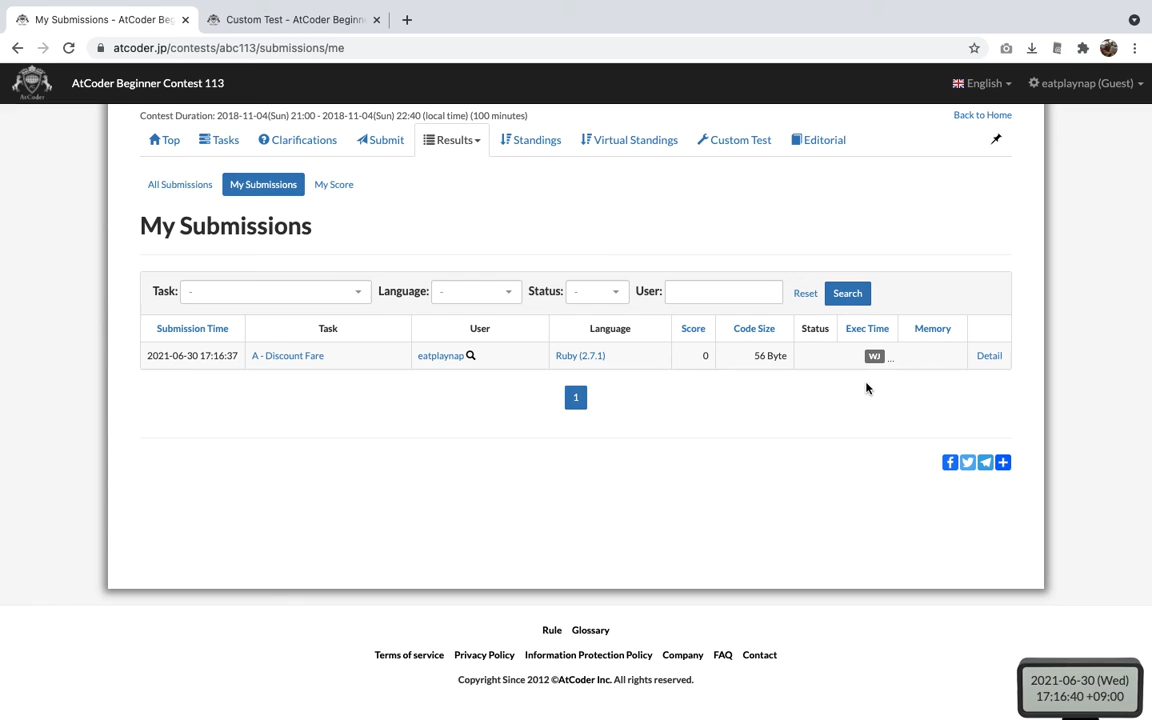 My Submissions - AtCoder Beg
Custom Test - AtCoder Beginn
atcoder.jp/contests/abc113/submissions/me
AtCoder
AtCoder Beginner Contest 113
English
eatplaynap (Guest)
Contest Duration: 2018-11-04(Sun) 21:00 - 2018-11-04(Sun) 22:40 (local time) (100 minutes)
Back to Home
Top Tasks Clarifications Submit Results Standings Virtual Standings Custom Test Editorial
All Submissions My Submissions My Score
My Submissions
Task: - Language: - Status: - User: Reset Search
Submission Time Task User Language Score Code Size Status Exec Time Memory
2021-06-30 17:16:37 A - Discount Fare eatplaynap Ruby (2.7.1) 0 56 Byte WJ ... Detail
1
Rule Glossary
Terms of service Privacy Policy Information Protection Policy Company FAQ Contact
Copyright Since 2012 ©AtCoder Inc. All rights reserved.
2021-06-30 (Wed)
17:16:40 +09:00